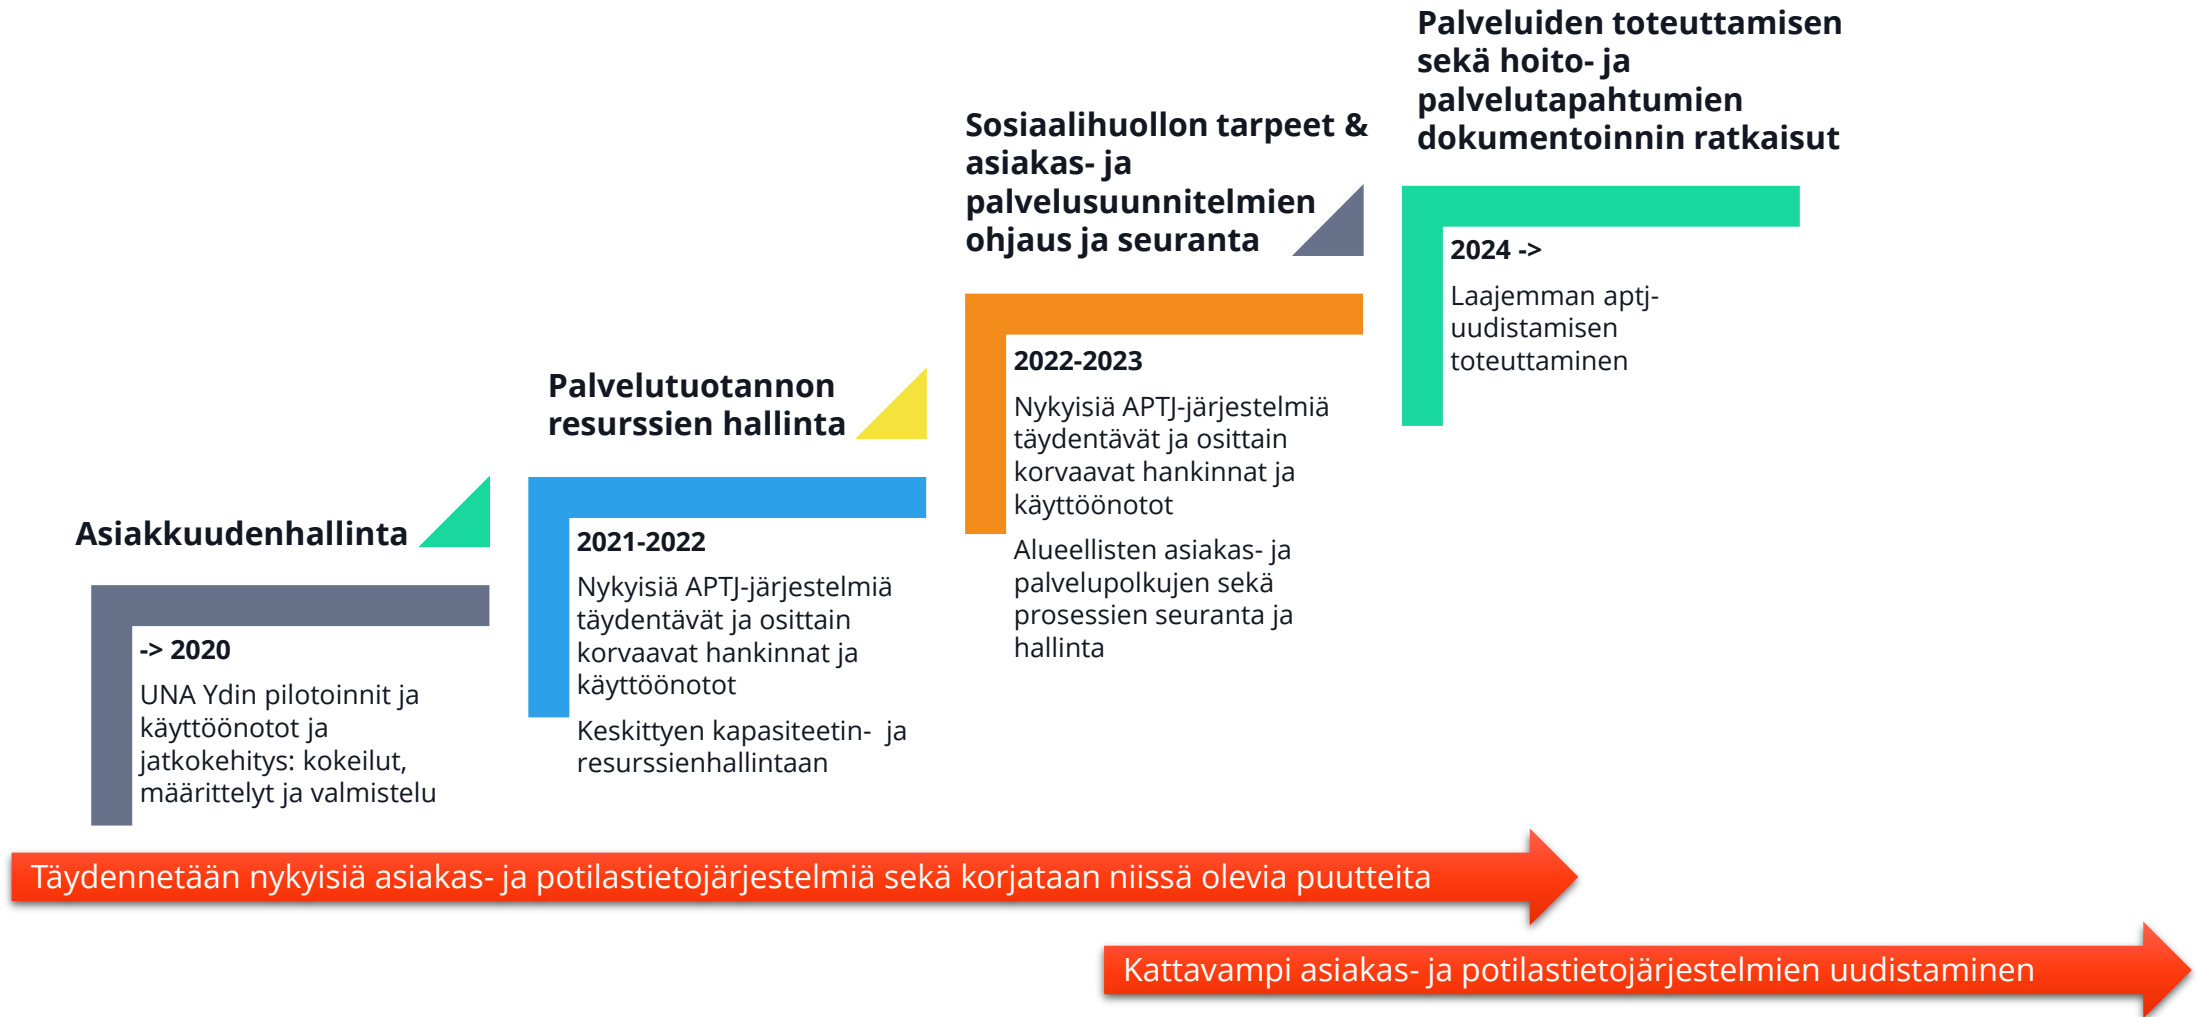 Asiakkuudenhallinta
-> 2020
UNA Ydin pilotoinnit ja
käyttöönotot ja
jatkokehitys: kokeilut,
määrittelyt ja valmistelu
Palvelutuotannon
resurssien hallinta
2021-2022
Nykyisiä APTJ-järjestelmiä
täydentävät ja osittain
korvaavat hankinnat ja
käyttöönotot
Keskittyen kapasiteetin- ja
resurssienhallintaan
Sosiaalihuollon tarpeet &
asiakas- ja
palvelusuunnitelmien
ohjaus ja seuranta
2022-2023
Nykyisiä APTJ-järjestelmiä
täydentävät ja osittain
korvaavat hankinnat ja
käyttöönotot
Alueellisten asiakas- ja
palvelupolkujen sekä
prosessien seuranta ja
hallinta
Palveluiden toteuttamisen
sekä hoito- ja
palvelutapahtumien
dokumentoinnin ratkaisut
2024 ->
Laajemman aptj-
uudistamisen
toteuttaminen
Täydennetään nykyisiä asiakas- ja potilastietojärjestelmiä sekä korjataan niissä olevia puutteita
Kattavampi asiakas- ja potilastietojärjestelmien uudistaminen